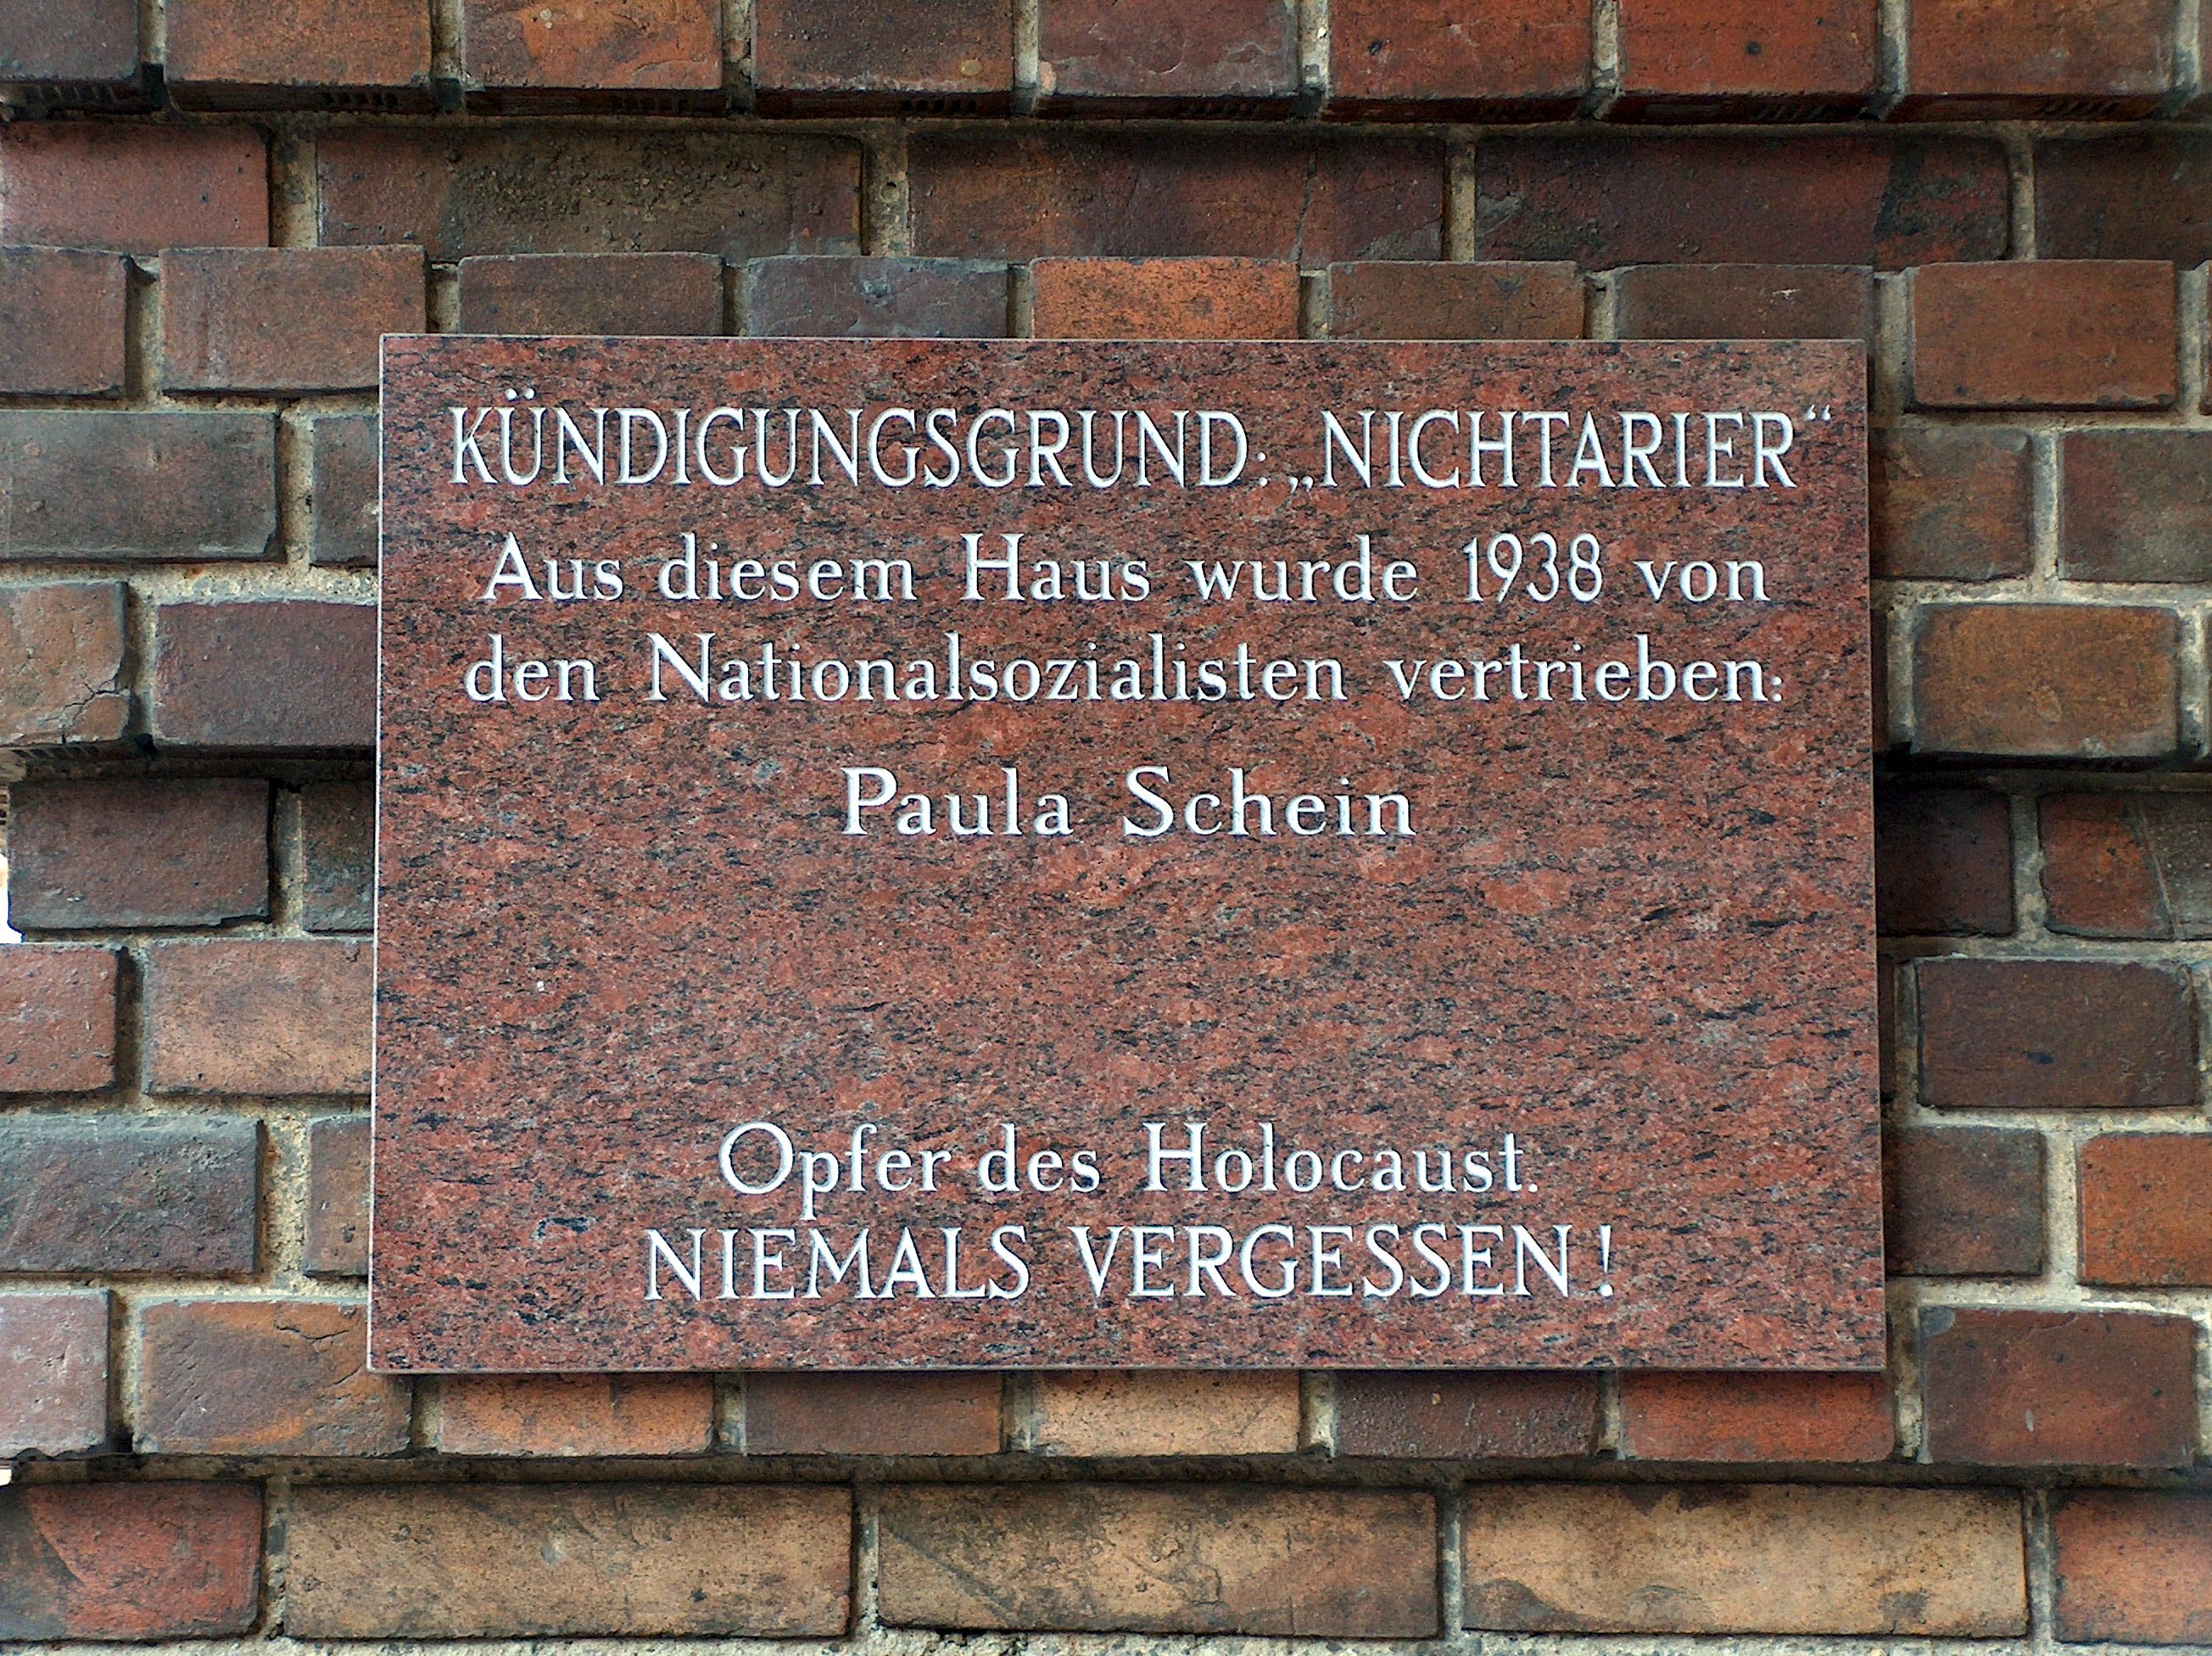 KÜNDIGUNGSGRUND: „NICHTARIER“
Aus diesem Haus wurde 1938 von
den Nationalsozialisten vertrieben:
Paula Schein
Opfer des Holocaust.
NIEMALS VERGESSEN!